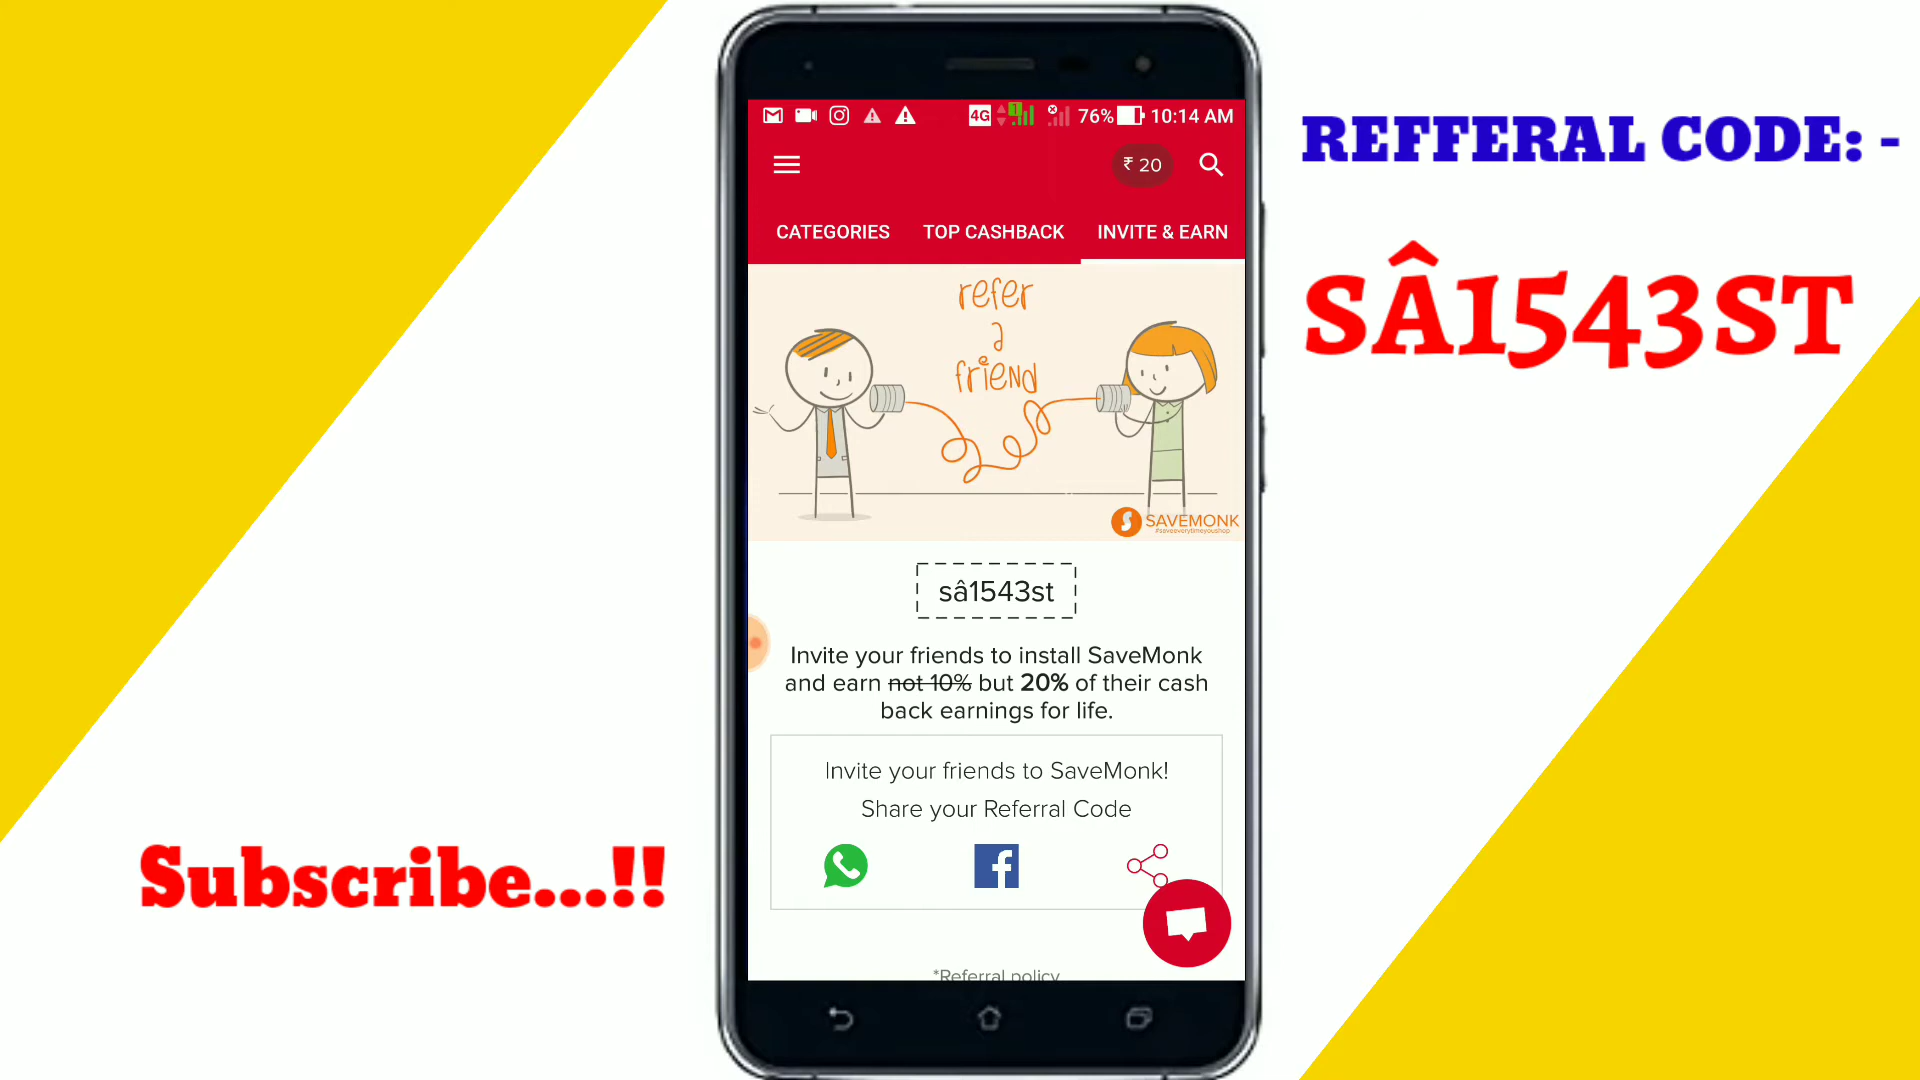 4G 1 76% 10:14 AM
₹ 20
CATEGORIES TOP CASHBACK INVITE & EARN
refer
a
friend
SAVEMONK
#saveeverytimeyoushop
sâ1543st
Invite your friends to install SaveMonk
and earn not 10% but 20% of their cash
back earnings for life.
Invite your friends to SaveMonk!
Share your Referral Code
*Referral policy
REFFERAL CODE: -
SÂ1543ST
Subscribe...!!